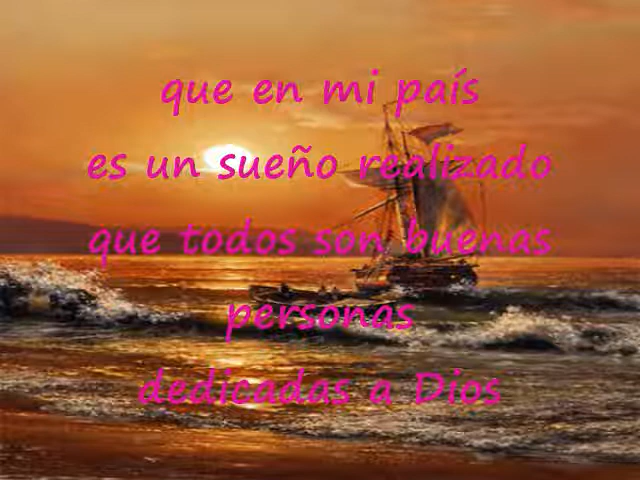 que en mi país
es un sueño realizado
que todos son buenas
personas
dedicadas a Dios